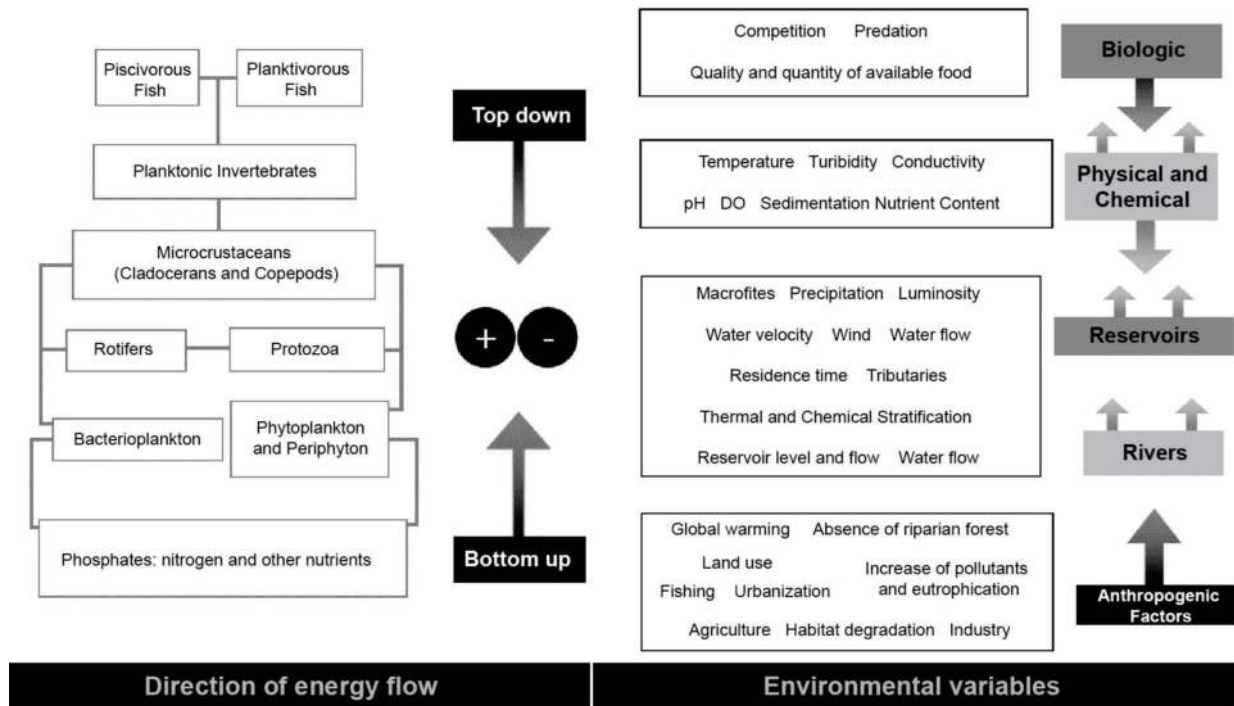 Piscivorous
Fish
Planktivorous
Fish
Planktonic Invertebrates
Microcrustaceans
(Cladocerans and Copepods)
Rotifers
Protozoa
Bacterioplankton
Phytoplankton
and Periphyton
Phosphates: nitrogen and other nutrients
Top down
+ -
Bottom up
Direction of energy flow
Competition Predation
Quality and quantity of available food
Temperature Turibidity Conductivity
pH DO Sedimentation Nutrient Content
Macrofites Precipitation Luminosity
Water velocity Wind Water flow
Residence time Tributaries
Thermal and Chemical Stratification
Reservoir level and flow Water flow
Global warming Absence of riparian forest
Land use
Increase of pollutants
and eutrophication
Fishing Urbanization
Agriculture Habitat degradation Industry
Biologic
Physical and
Chemical
Reservoirs
Rivers
Anthropogenic
Factors
Environmental variables